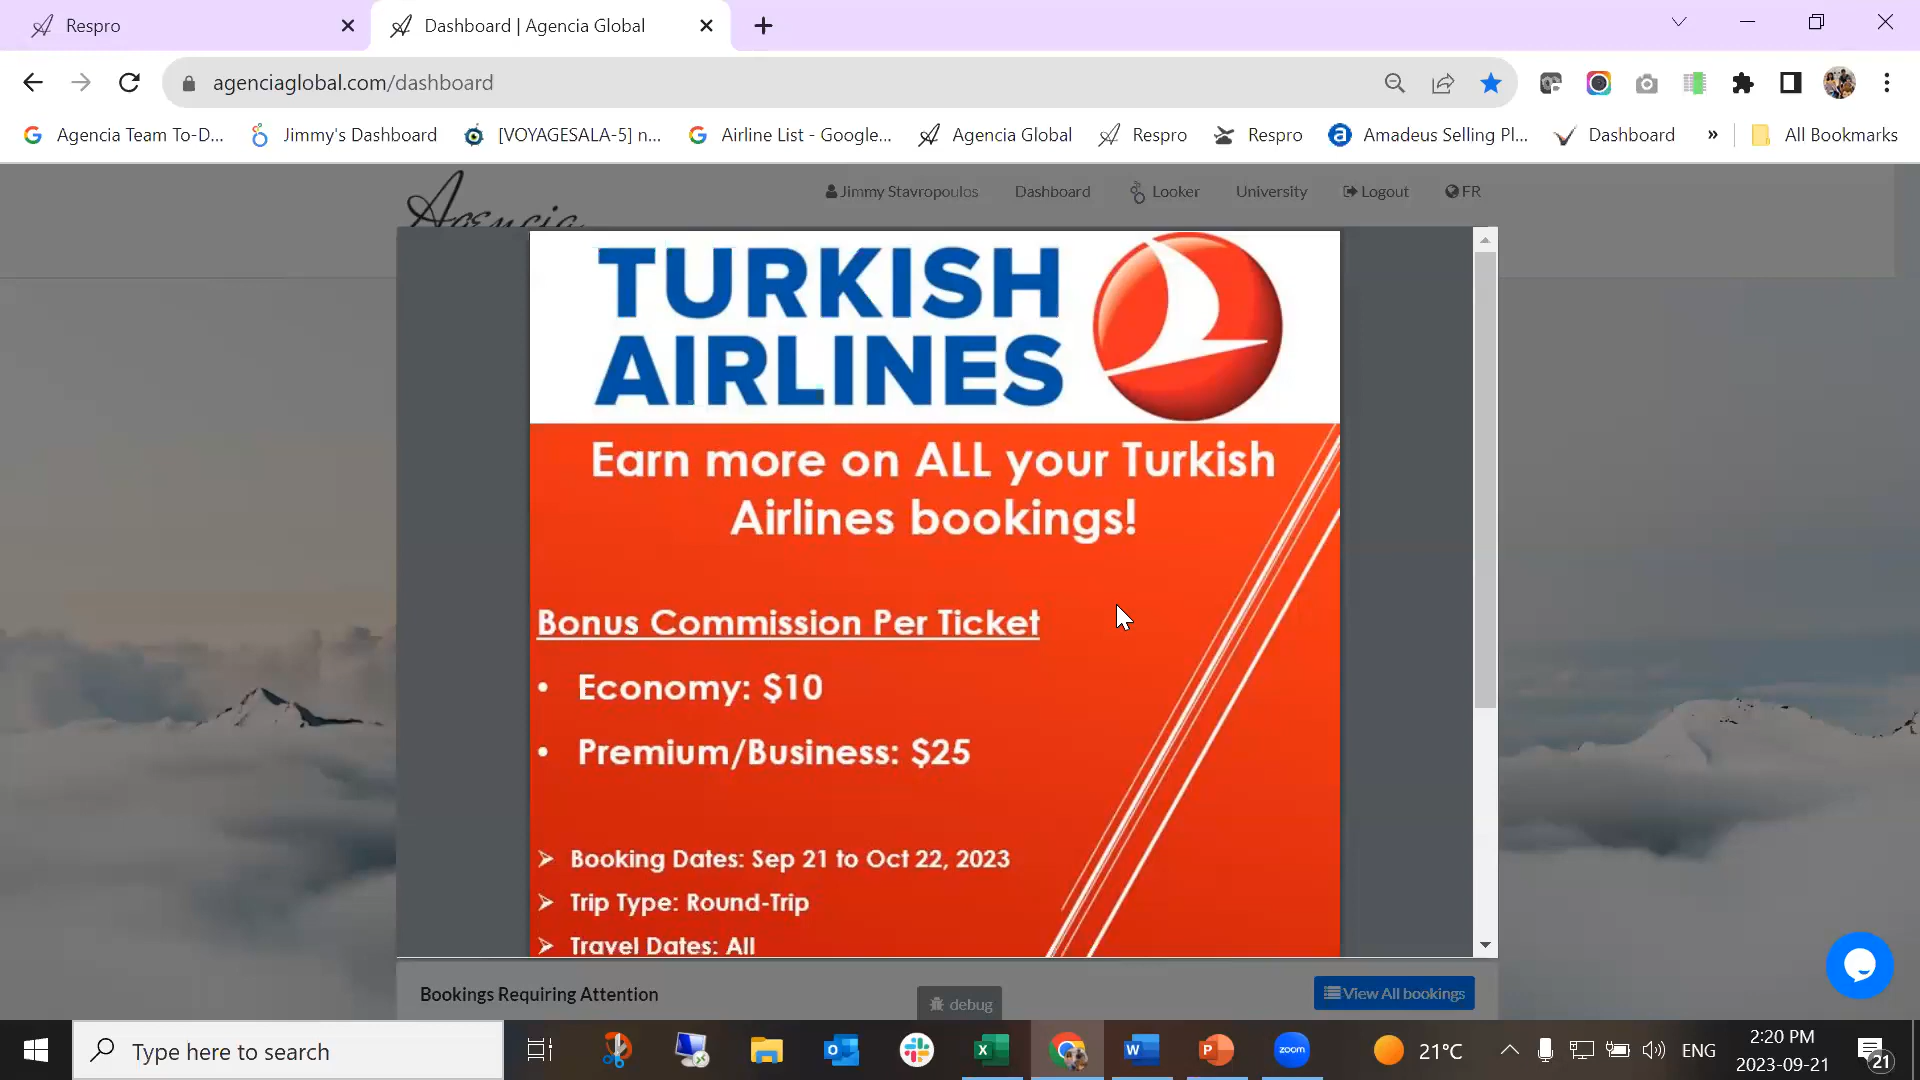 Respro
Dashboard | Agencia Global
agenciaglobal.com/dashboard
Agencia Team To-D...
Jimmy's Dashboard
[VOYAGESALA-5] n...
Airline List - Google...
Agencia Global
Respro
Respro
Amadeus Selling Pl...
Dashboard
»
All Bookmarks
Agencia
Jimmy Stavropoulos
Dashboard
Looker
University
Logout
FR
TURKISH
AIRLINES
Earn more on ALL your Turkish
Airlines bookings!
Bonus Commission Per Ticket
• Economy: $10
• Premium/Business: $25
➢ Booking Dates: Sep 21 to Oct 22, 2023
➢ Trip Type: Round-Trip
➢ Travel Dates: All
Bookings Requiring Attention
debug
View All bookings
Type here to search
zoom
21°C
ENG
2:20 PM
2023-09-21
21